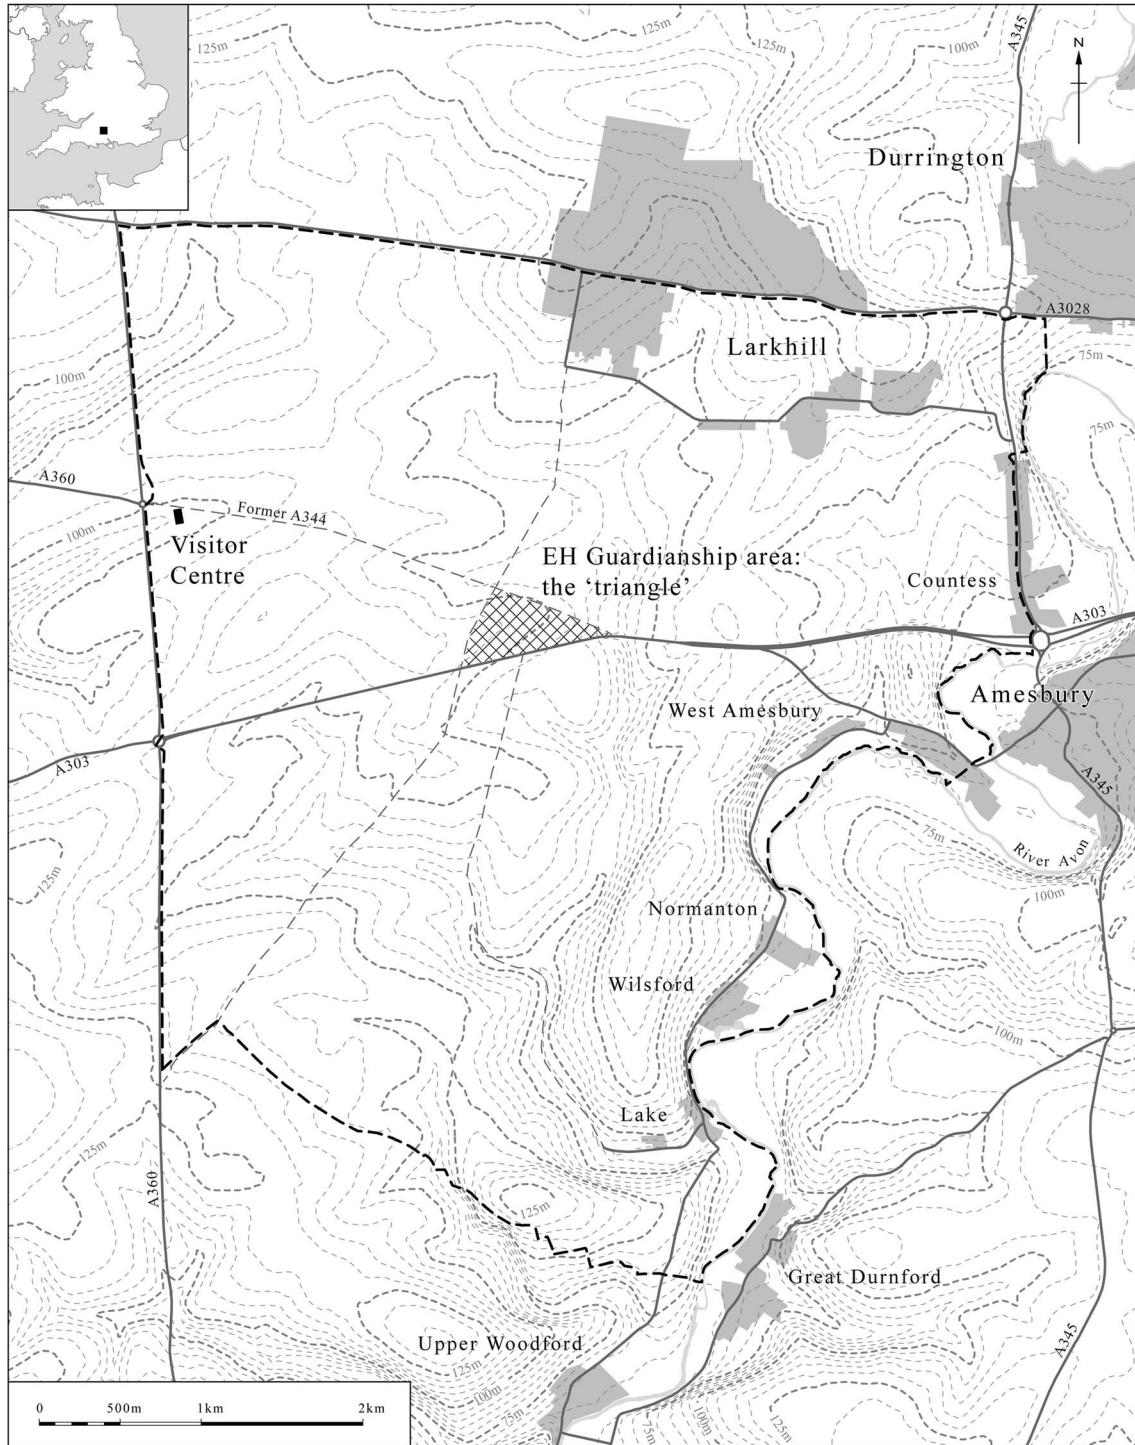 125m
125m
125m
100m
A345
N
Durrington
A3028
Larkhill
75m
100m
75m
A360
Former A344
100m
Visitor
Centre
EH Guardianship area:
the ‘triangle’
Countess
A303
Amesbury
West Amesbury
A303
A345
75m
River Avon
125m
100m
Normanton
Wilsford
100m
Lake
125m
A360
125m
Great Durnford
Upper Woodford
A345
125m
100m
75m
75m
100m
125m
0
500m
1km
2km